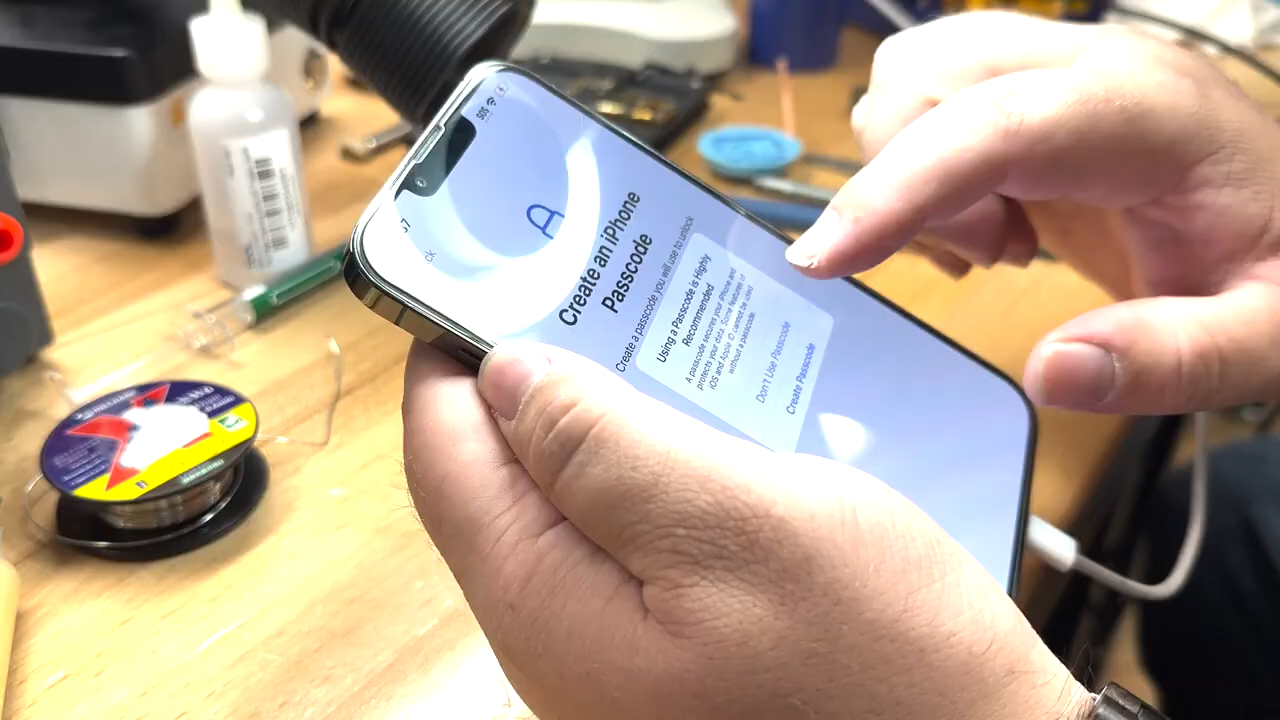 SOS
:57
ck
Create an iPhone
Passcode
Create a passcode you will use to unlock
Using a Passcode is Highly
Recommended
A passcode secures your iPhone and
protects your data. Some features of
iOS and Apple ID cannot be used
without a passcode.
Don't Use Passcode
Create Passcode